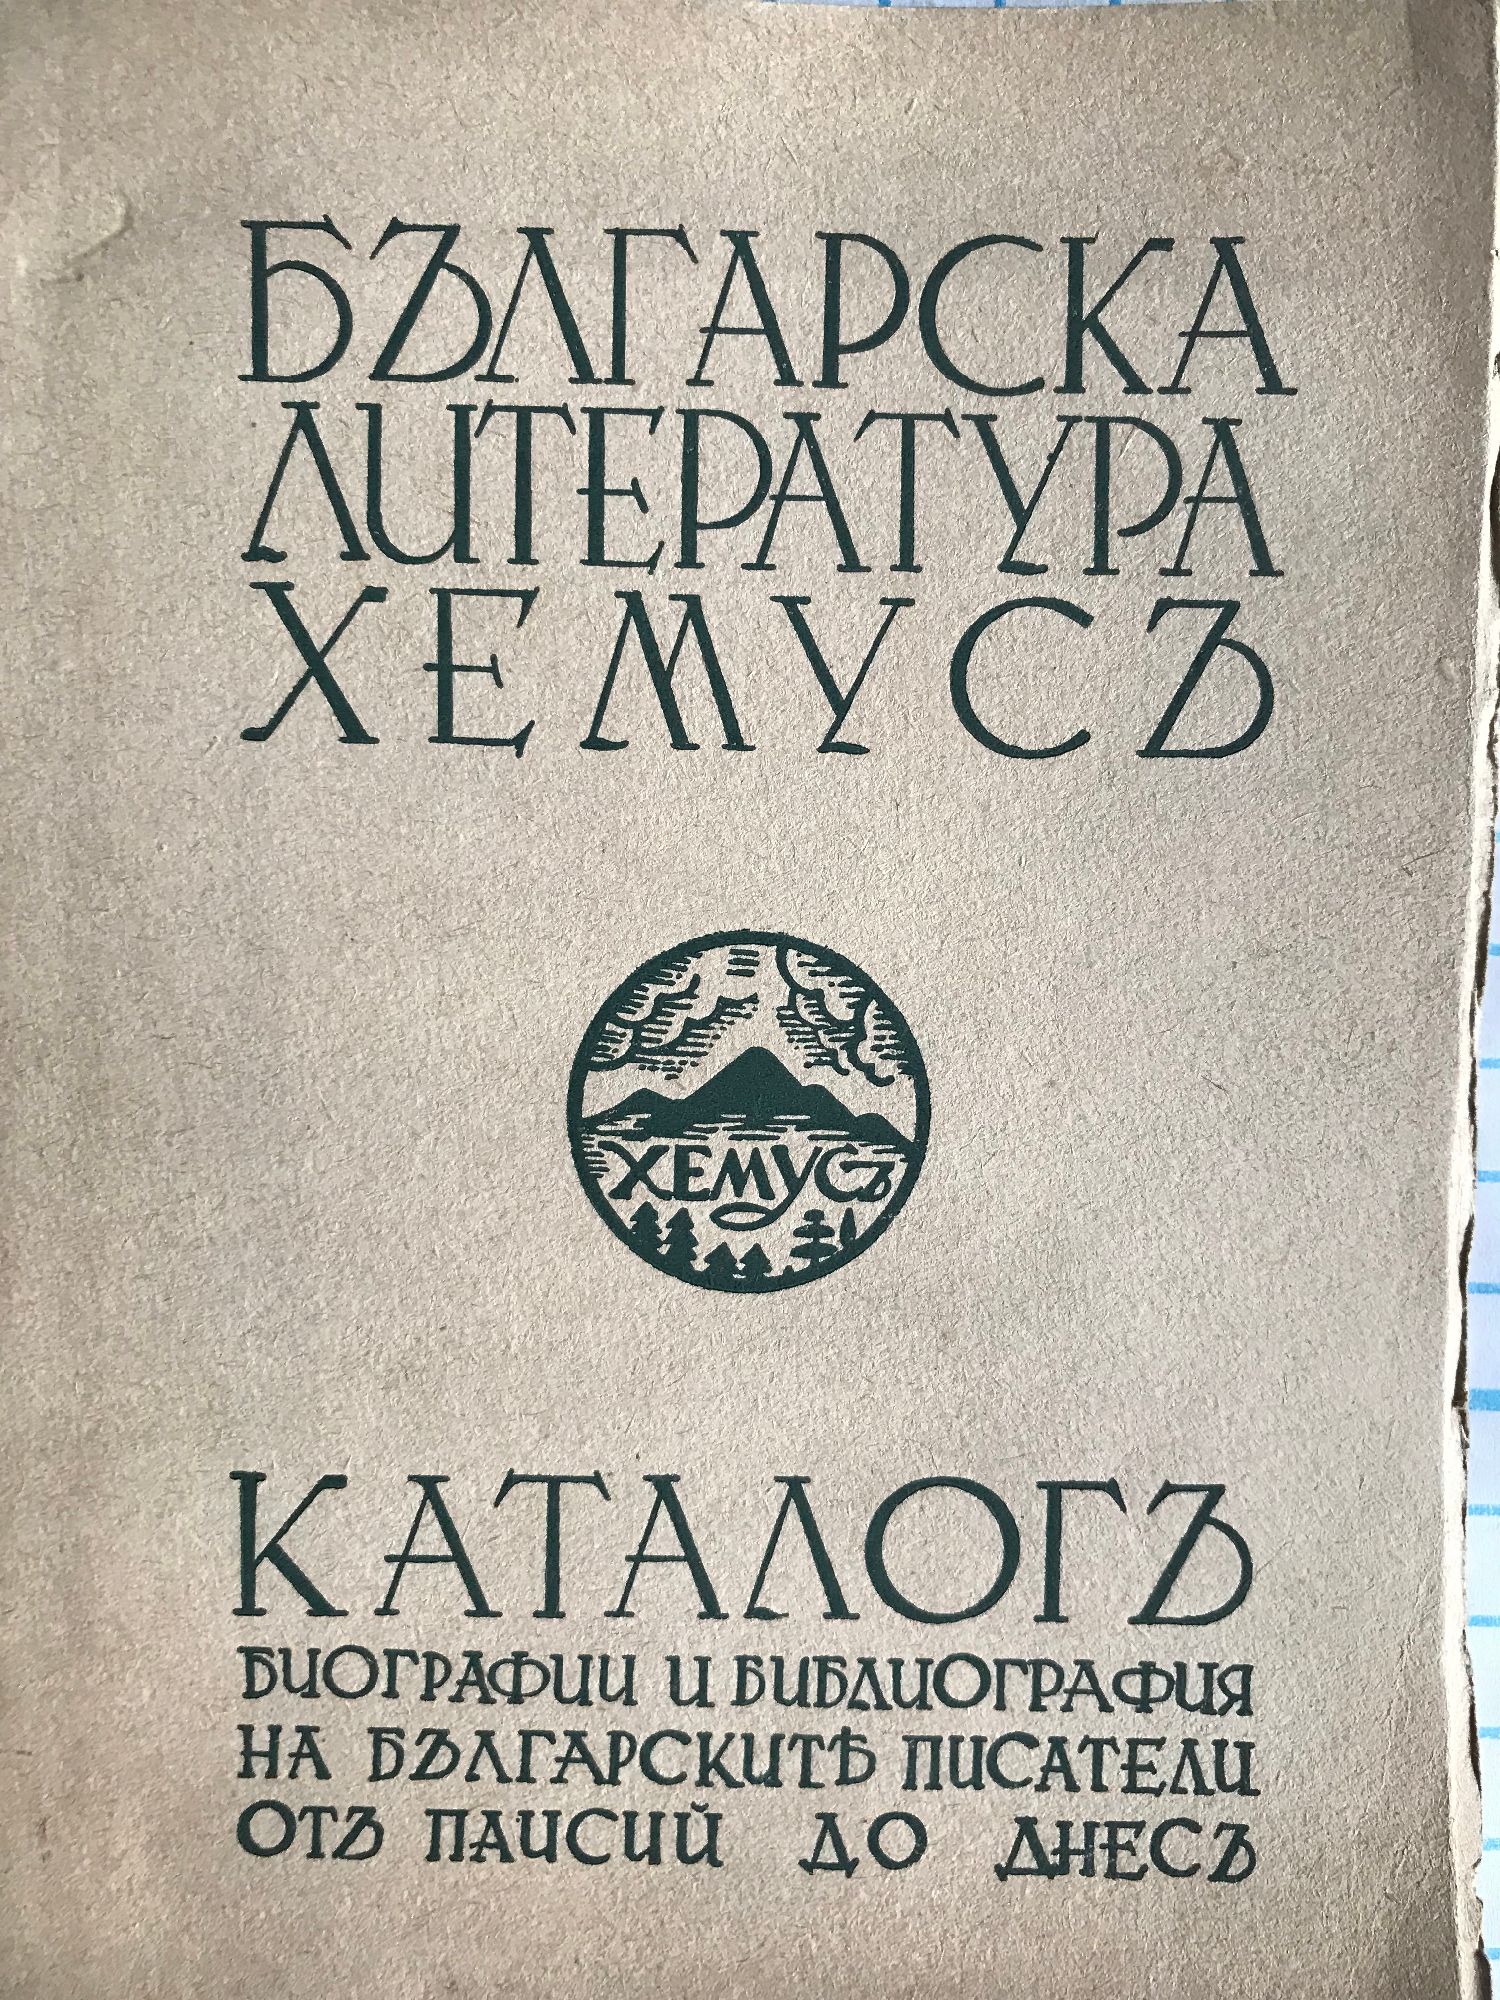 БЪЛГАРСКА
ЛИТЕРАТУРА
ХЕМУСЪ
ХЕМУСЪ
КАТАЛОГЪ
БИОГРАФИИ И БИБЛИОГРАФИЯ
НА БЪЛГАРСКИТѢ ПИСАТЕЛИ
ОТЪ ПАИСИЙ ДО ДНЕСЪ